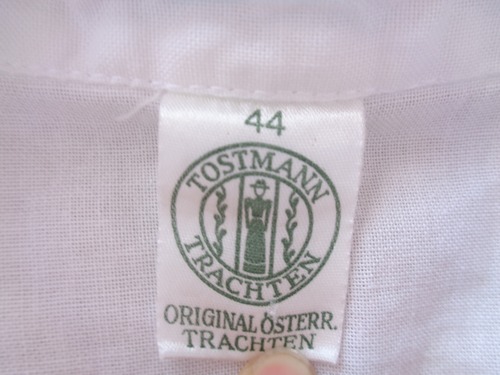 44
TOSTMANN
TRACHTEN
ORIGINAL ÖSTERR.
TRACHTEN